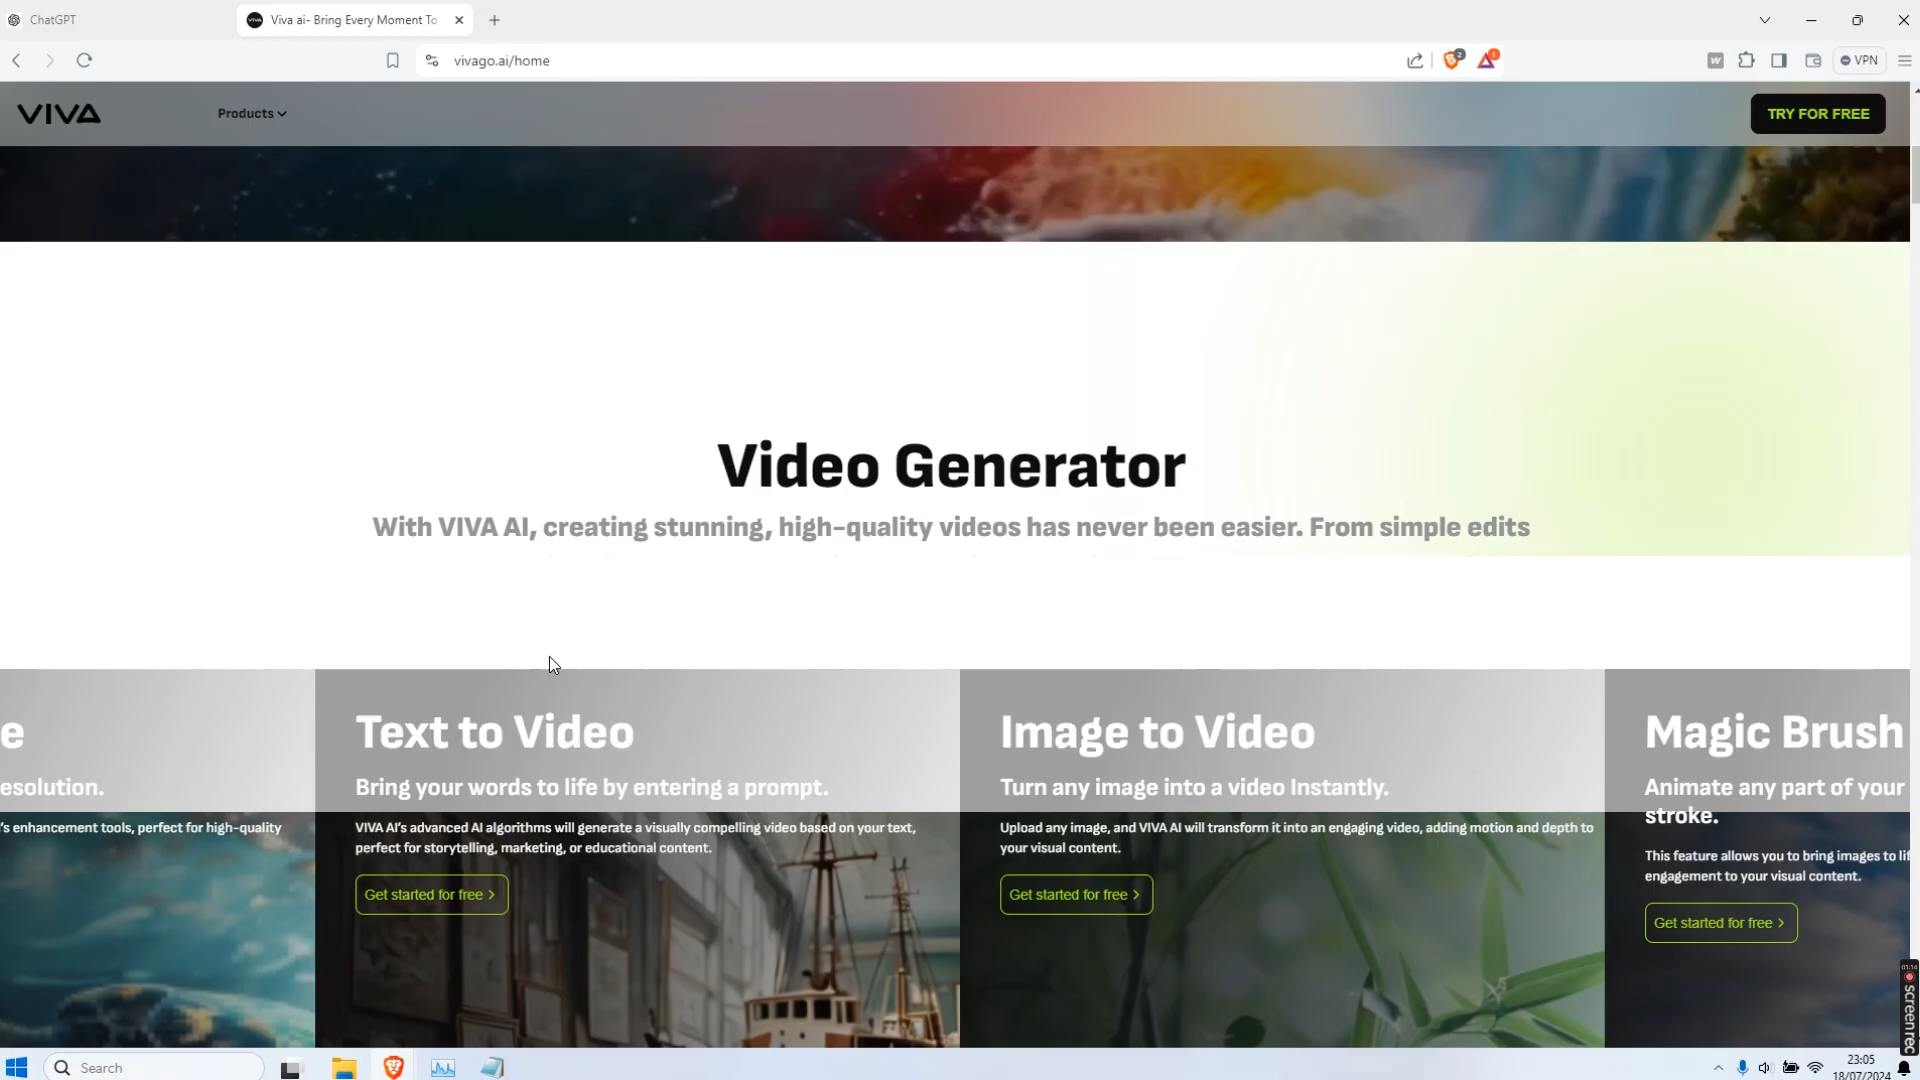 ChatGPT
Viva ai- Bring Every Moment To
vivago.ai/home
2
1
VPN
VIVA
Products
TRY FOR FREE
Video Generator
With VIVA AI, creating stunning, high-quality videos has never been easier. From simple edits
e
esolution.
's enhancement tools, perfect for high-quality
Text to Video
Bring your words to life by entering a prompt.
VIVA AI's advanced AI algorithms will generate a visually compelling video based on your text,
perfect for storytelling, marketing, or educational content.
Get started for free >
Image to Video
Turn any image into a video Instantly.
Upload any image, and VIVA AI will transform it into an engaging video, adding motion and depth to
your visual content.
Get started for free >
Magic Brush
Animate any part of your
stroke.
This feature allows you to bring images to lif
engagement to your visual content.
Get started for free >
01:14
screenrec
Search
23:05
18/07/2024